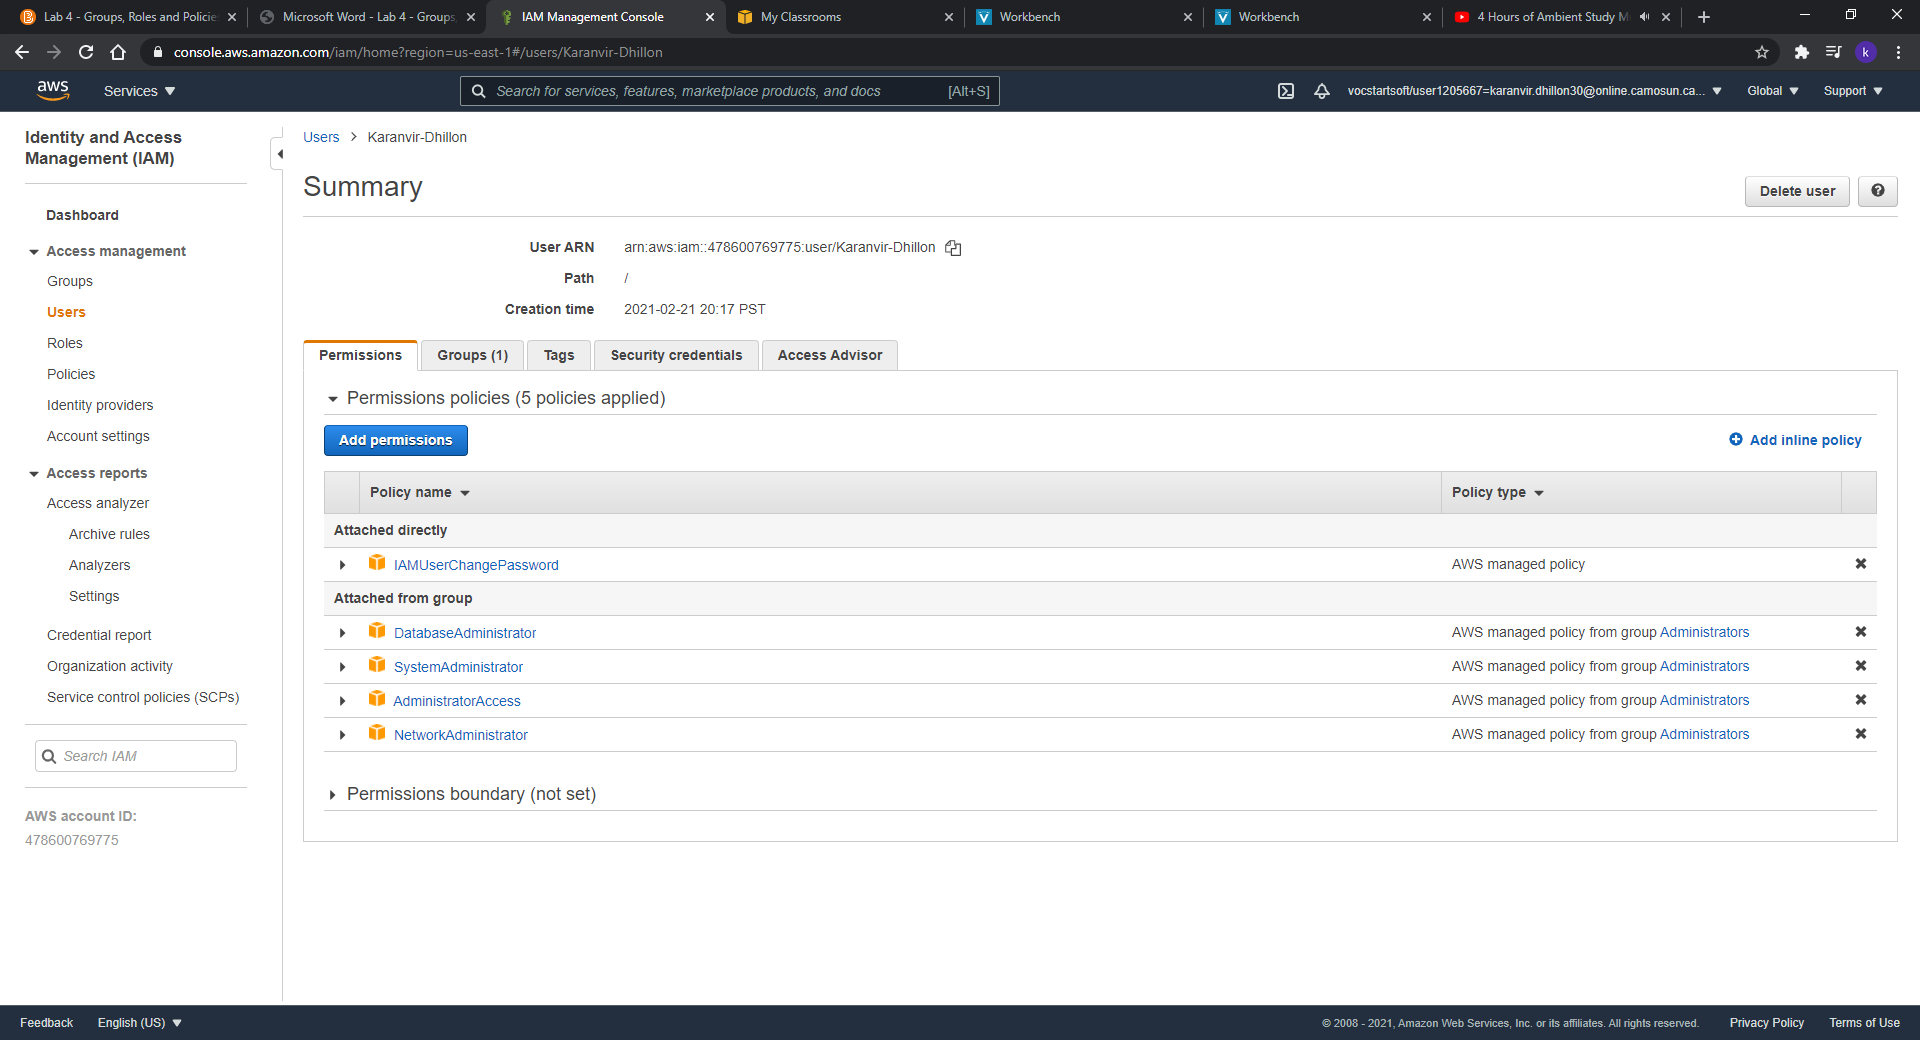 Lab 4 - Groups, Roles and Policie
Microsoft Word - Lab 4 - Groups,
IAM Management Console
My Classrooms
Workbench
Workbench
4 Hours of Ambient Study M
console.aws.amazon.com/iam/home?region=us-east-1#/users/Karanvir-Dhillon
k
aws
Services
Search for services, features, marketplace products, and docs
[Alt+S]
vocstartsoft/user1205667=karanvir.dhillon30@online.camosun.ca...
Global
Support
Identity and Access
Management (IAM)
Dashboard
Access management
Groups
Users
Roles
Policies
Identity providers
Account settings
Access reports
Access analyzer
Archive rules
Analyzers
Settings
Credential report
Organization activity
Service control policies (SCPs)
Search IAM
AWS account ID:
478600769775
Users > Karanvir-Dhillon
Summary
Delete user
?
User ARN arn:aws:iam::478600769775:user/Karanvir-Dhillon
Path /
Creation time 2021-02-21 20:17 PST
Permissions
Groups (1)
Tags
Security credentials
Access Advisor
Permissions policies (5 policies applied)
Add permissions
Add inline policy
Policy name
Policy type
Attached directly
IAMUserChangePassword AWS managed policy
Attached from group
DatabaseAdministrator AWS managed policy from group Administrators
SystemAdministrator AWS managed policy from group Administrators
AdministratorAccess AWS managed policy from group Administrators
NetworkAdministrator AWS managed policy from group Administrators
Permissions boundary (not set)
Feedback
English (US)
© 2008 - 2021, Amazon Web Services, Inc. or its affiliates. All rights reserved.
Privacy Policy
Terms of Use